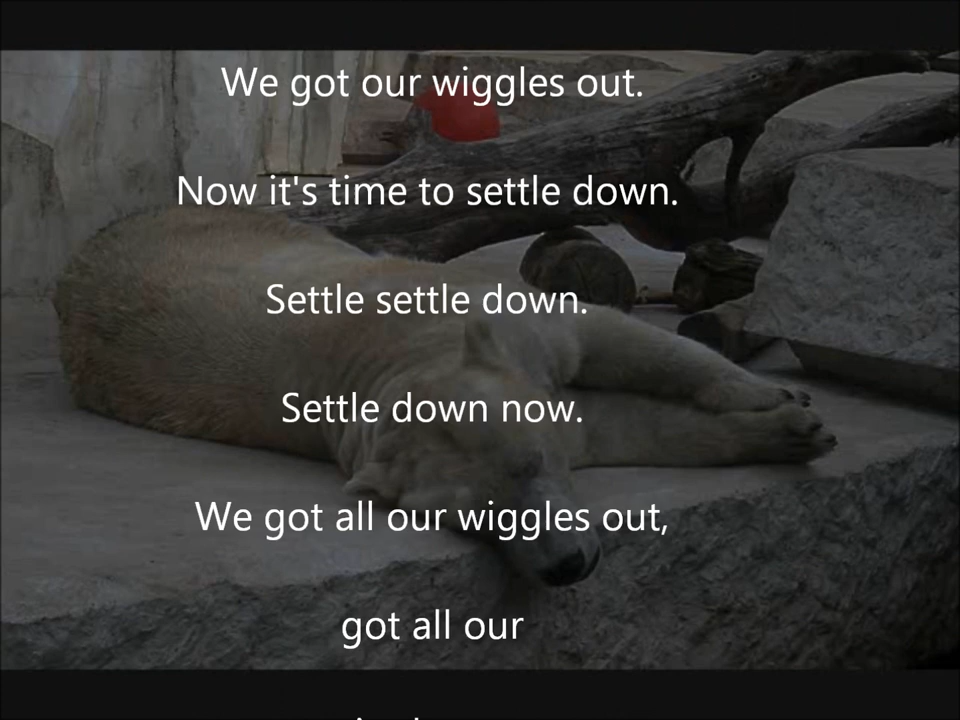 We got our wiggles out.
Now it's time to settle down.
Settle settle down.
Settle down now.
We got all our wiggles out,
got all our